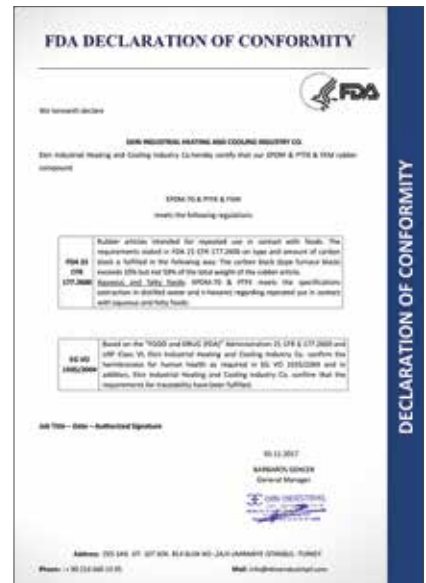 FDA DECLARATION OF CONFORMITY
FDA
We herewith declare
EKIN INDUSTRIAL HEATING AND COOLING INDUSTRY CO.
Ekin Industrial Heating and Cooling Industry Co.hereby certify that our EPDM & PTFE & FKM rubber
compound
EPDM-70 & PTFE & FKM
meets the following regulations:
FDA 21
CFR
177.2600
Rubber articles intended for repeated use in contact with foods. The
requirements stated in FDA 21 CFR 177.2600 on type and amount of carbon
black is fulfilled in the following way: The carbon black (type furnace black)
exceeds 10% but not 50% of the total weight of the rubber article.
Aqueous and fatty foods: EPDM-70 & PTFE meets the specifications
(extraction in distilled water and n-hexane) regarding repeated use in contact
with aqueous and fatty foods.
EG VO
1935/2004
Based on the "FOOD and DRUG (FDA)" Administration 21 CFR § 177.2600 and
USP Class VI, Ekin Industrial Heating and Cooling Industry Co. confirm the
harmlessness for human health as required in EG VO 1935/2004 and in
addition, Ekin Industrial Heating and Cooling Industry Co. confirm that the
requirements for traceability have been fulfilled.
Job Title – Date – Authorized Signature
2017
General Manager
EKIN INDUSTRIAL
Address:
ISTANBUL- TURKEY
Phone:
Mail:
DECLARATION OF CONFORMITY